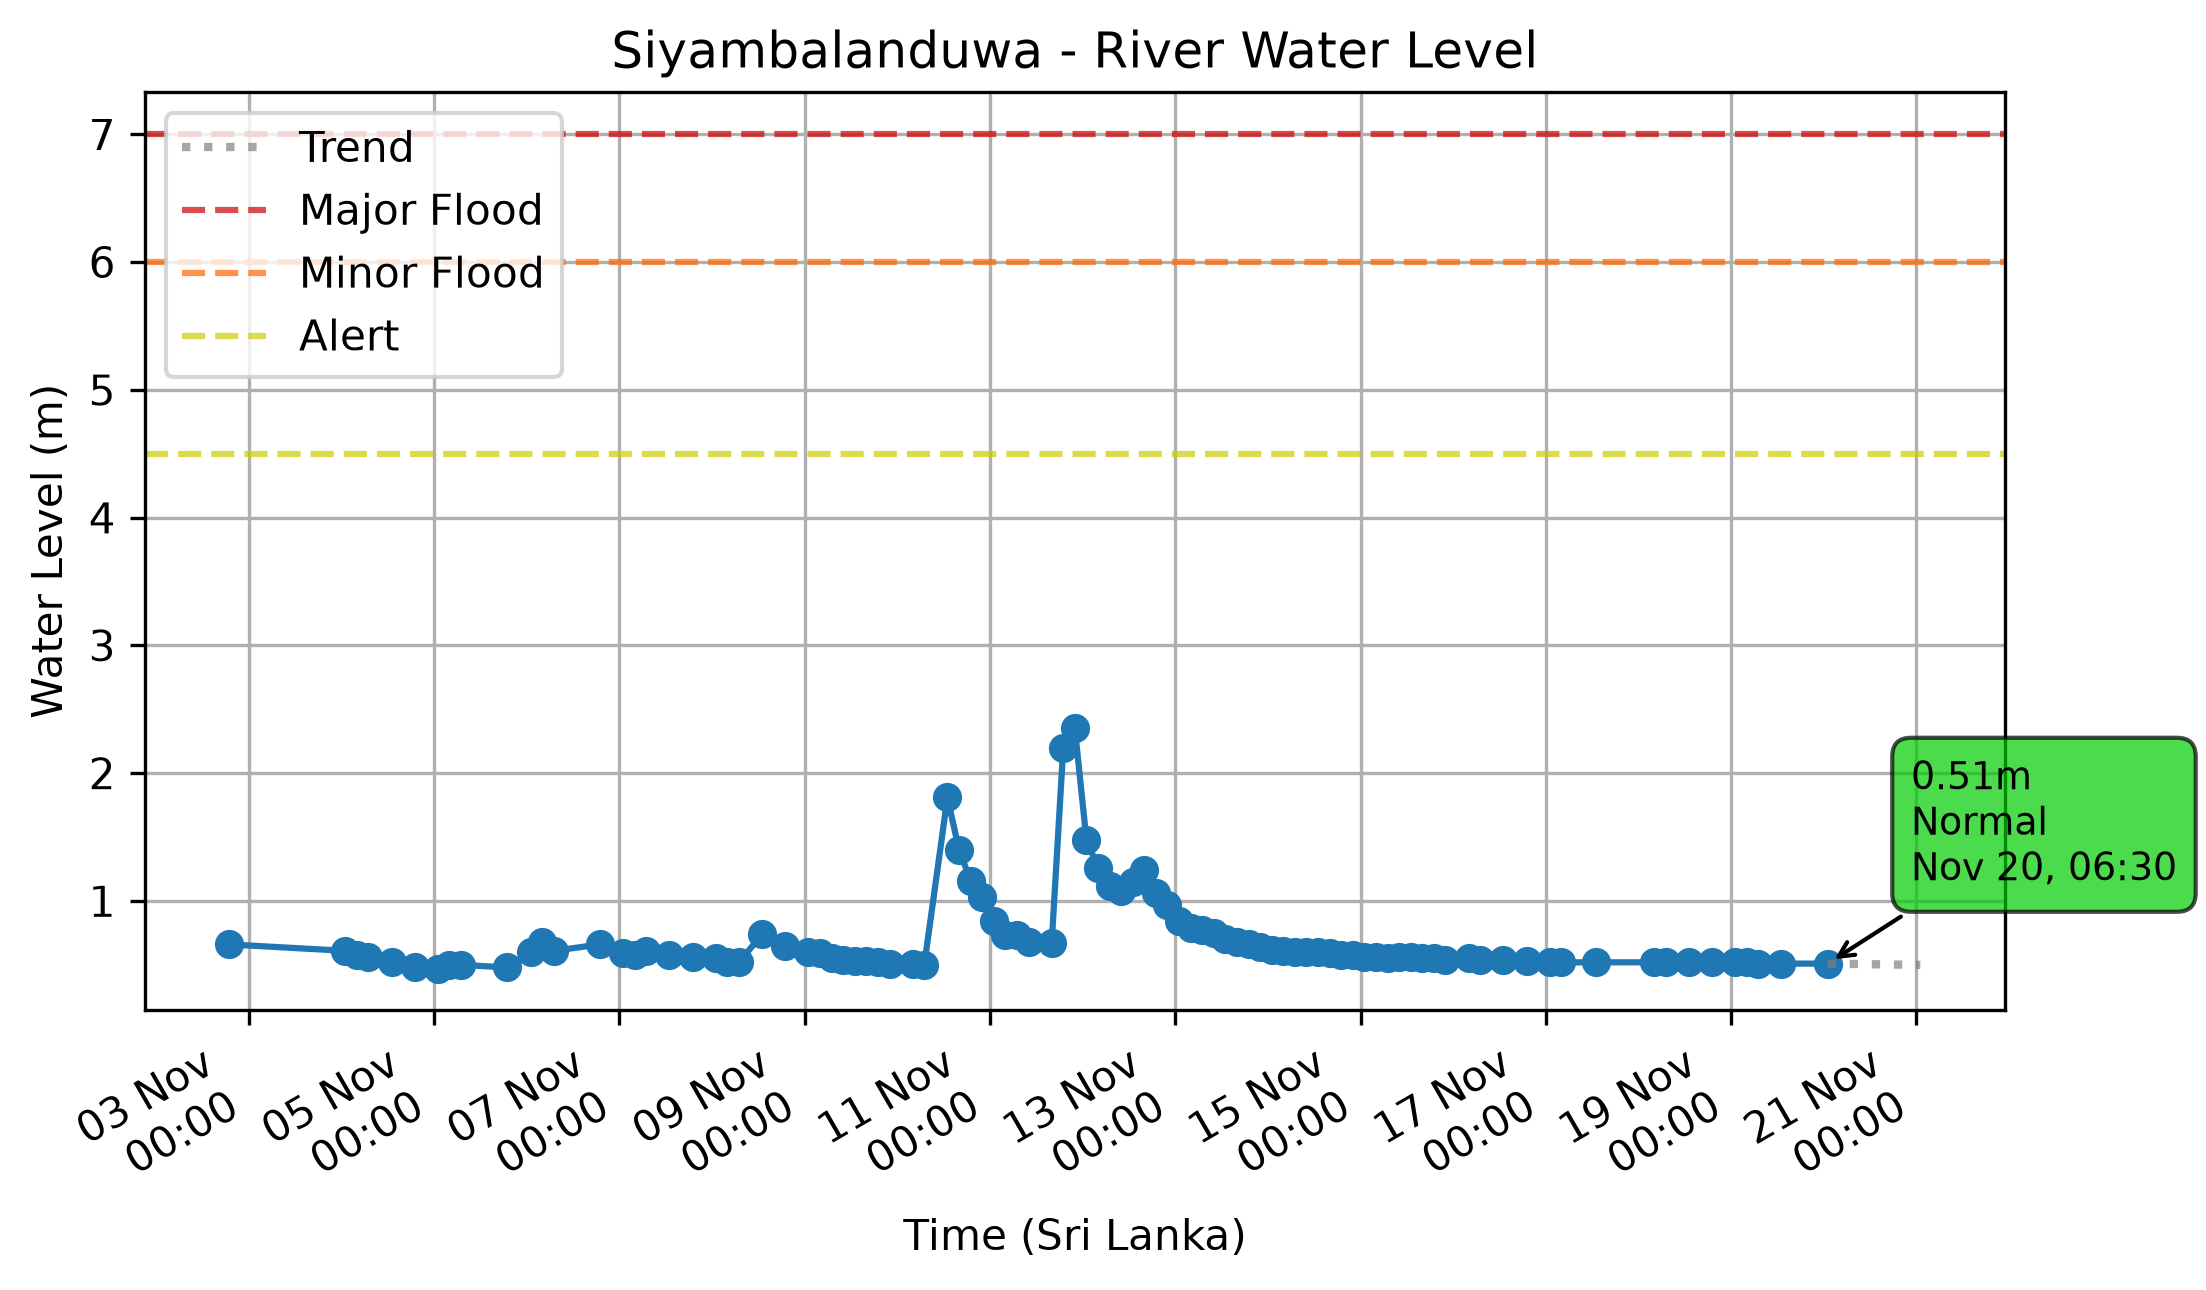 Siyambalanduwa - River Water Level
Trend
Major Flood
Minor Flood
Alert
7
6
5
4
3
2
1
Water Level (m)
0.51m
Normal
Nov 20, 06:30
03 Nov
00:00
05 Nov
00:00
07 Nov
00:00
09 Nov
00:00
11 Nov
00:00
13 Nov
00:00
15 Nov
00:00
17 Nov
00:00
19 Nov
00:00
21 Nov
00:00
Time (Sri Lanka)